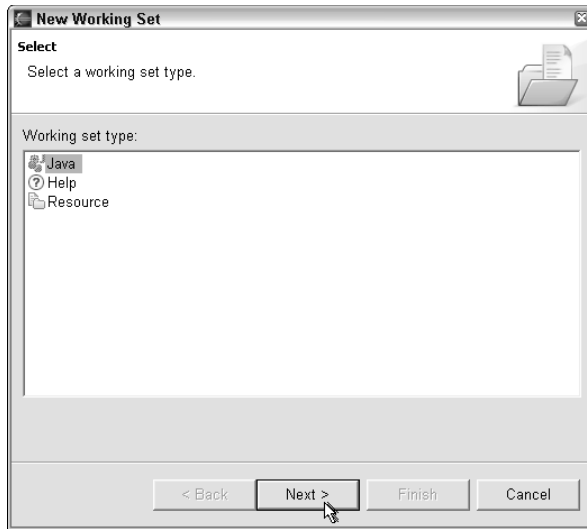 New Working Set
Select
Select a working set type.
Working set type:
Java
Help
Resource
< Back Next > Finish Cancel